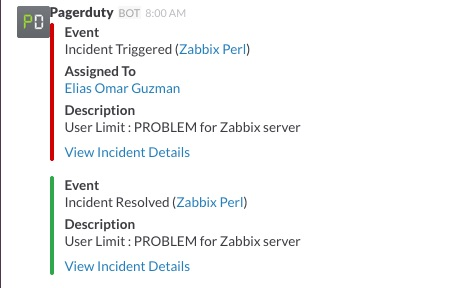 PD
Pagerduty BOT 8:00 AM
Event
Incident Triggered (Zabbix Perl)
Assigned To
Elias Omar Guzman
Description
User Limit : PROBLEM for Zabbix server
View Incident Details
Event
Incident Resolved (Zabbix Perl)
Description
User Limit : PROBLEM for Zabbix server
View Incident Details